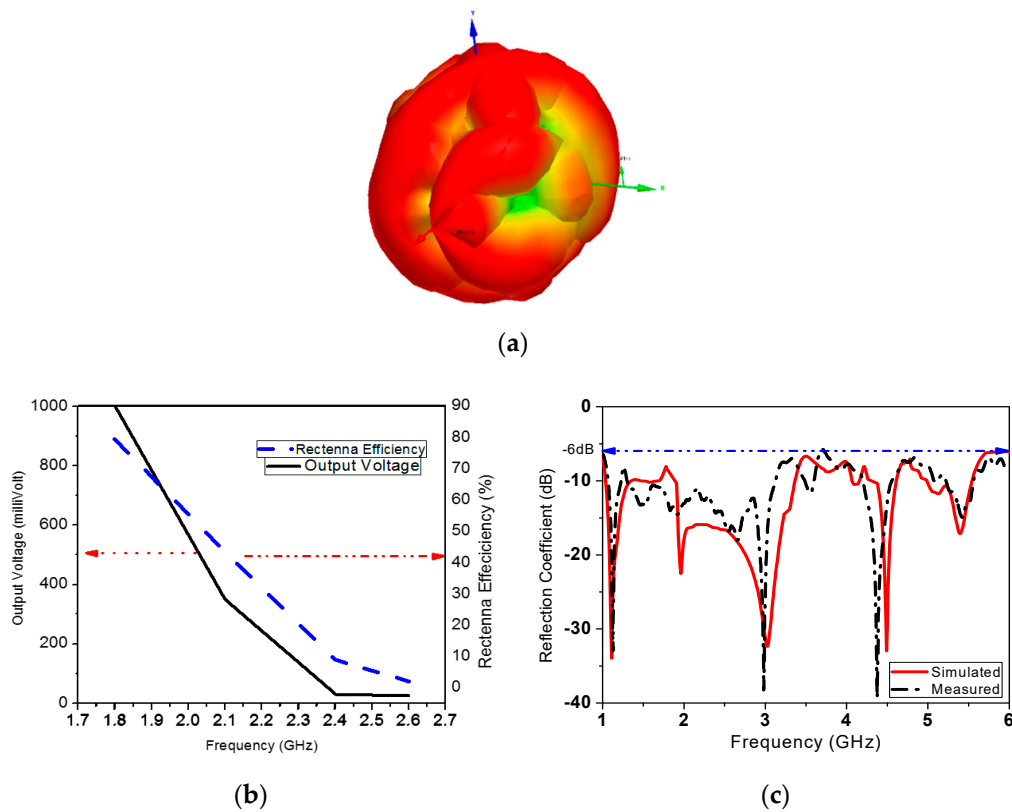 Y
X
(a)
1000
800
600
400
200
0
Output Voltage (milliVolt)
90
80
70
60
50
40
30
20
10
0
Rectenna Effeciciency (%)
Rectenna Efficiency
Output Voltage
1.7 1.8 1.9 2.0 2.1 2.2 2.3 2.4 2.5 2.6 2.7
Frequency (GHz)
(b)
0
-6dB
-10
-20
-30
-40
Reflection Coefficient (dB)
Simulated
Measured
1 2 3 4 5 6
Frequency (GHz)
(c)